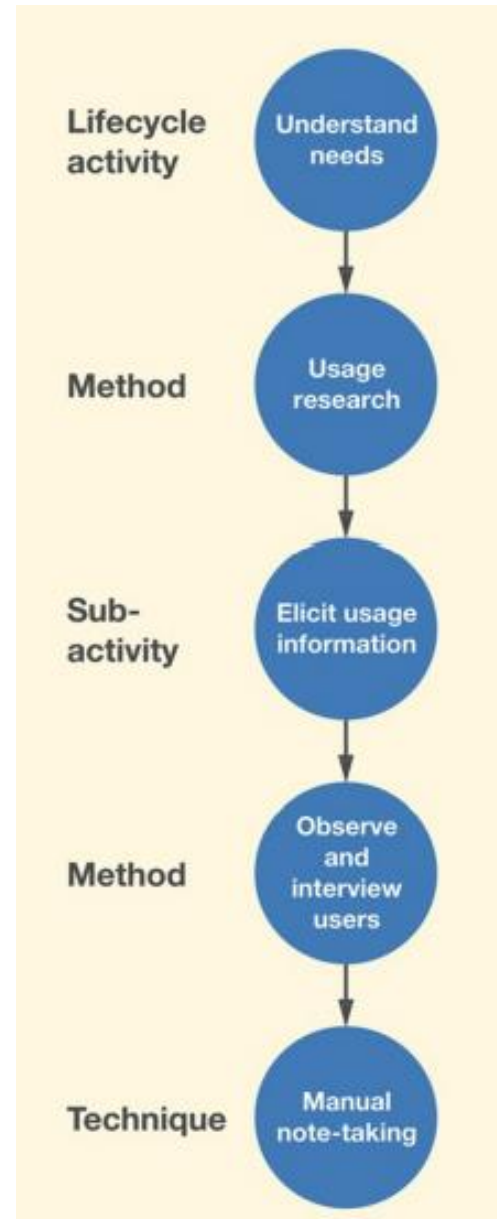 Lifecycle
activity
Understand
needs
Method
Usage
research
Sub-
activity
Elicit usage
information
Method
Observe
and
interview
users
Technique
Manual
note-taking